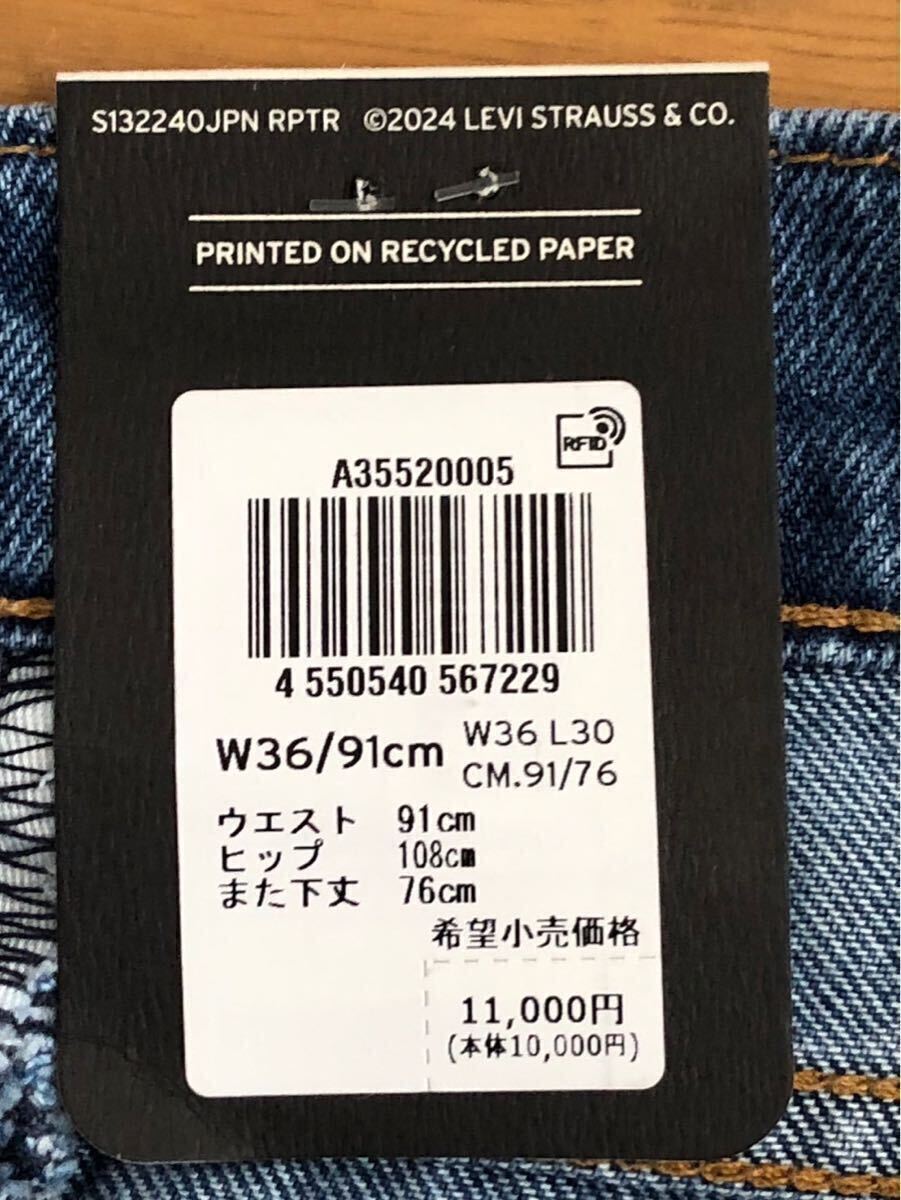 S132240JPN RPTR ©2024 LEVI STRAUSS & CO.
PRINTED ON RECYCLED PAPER
RFID
A35520005
4 550540 567229
W36/91cm
W36 L30
CM.91/76
ウエスト 91cm
ヒップ 108cm
また下丈 76cm
希望小売価格
11,000円
(本体10,000円)